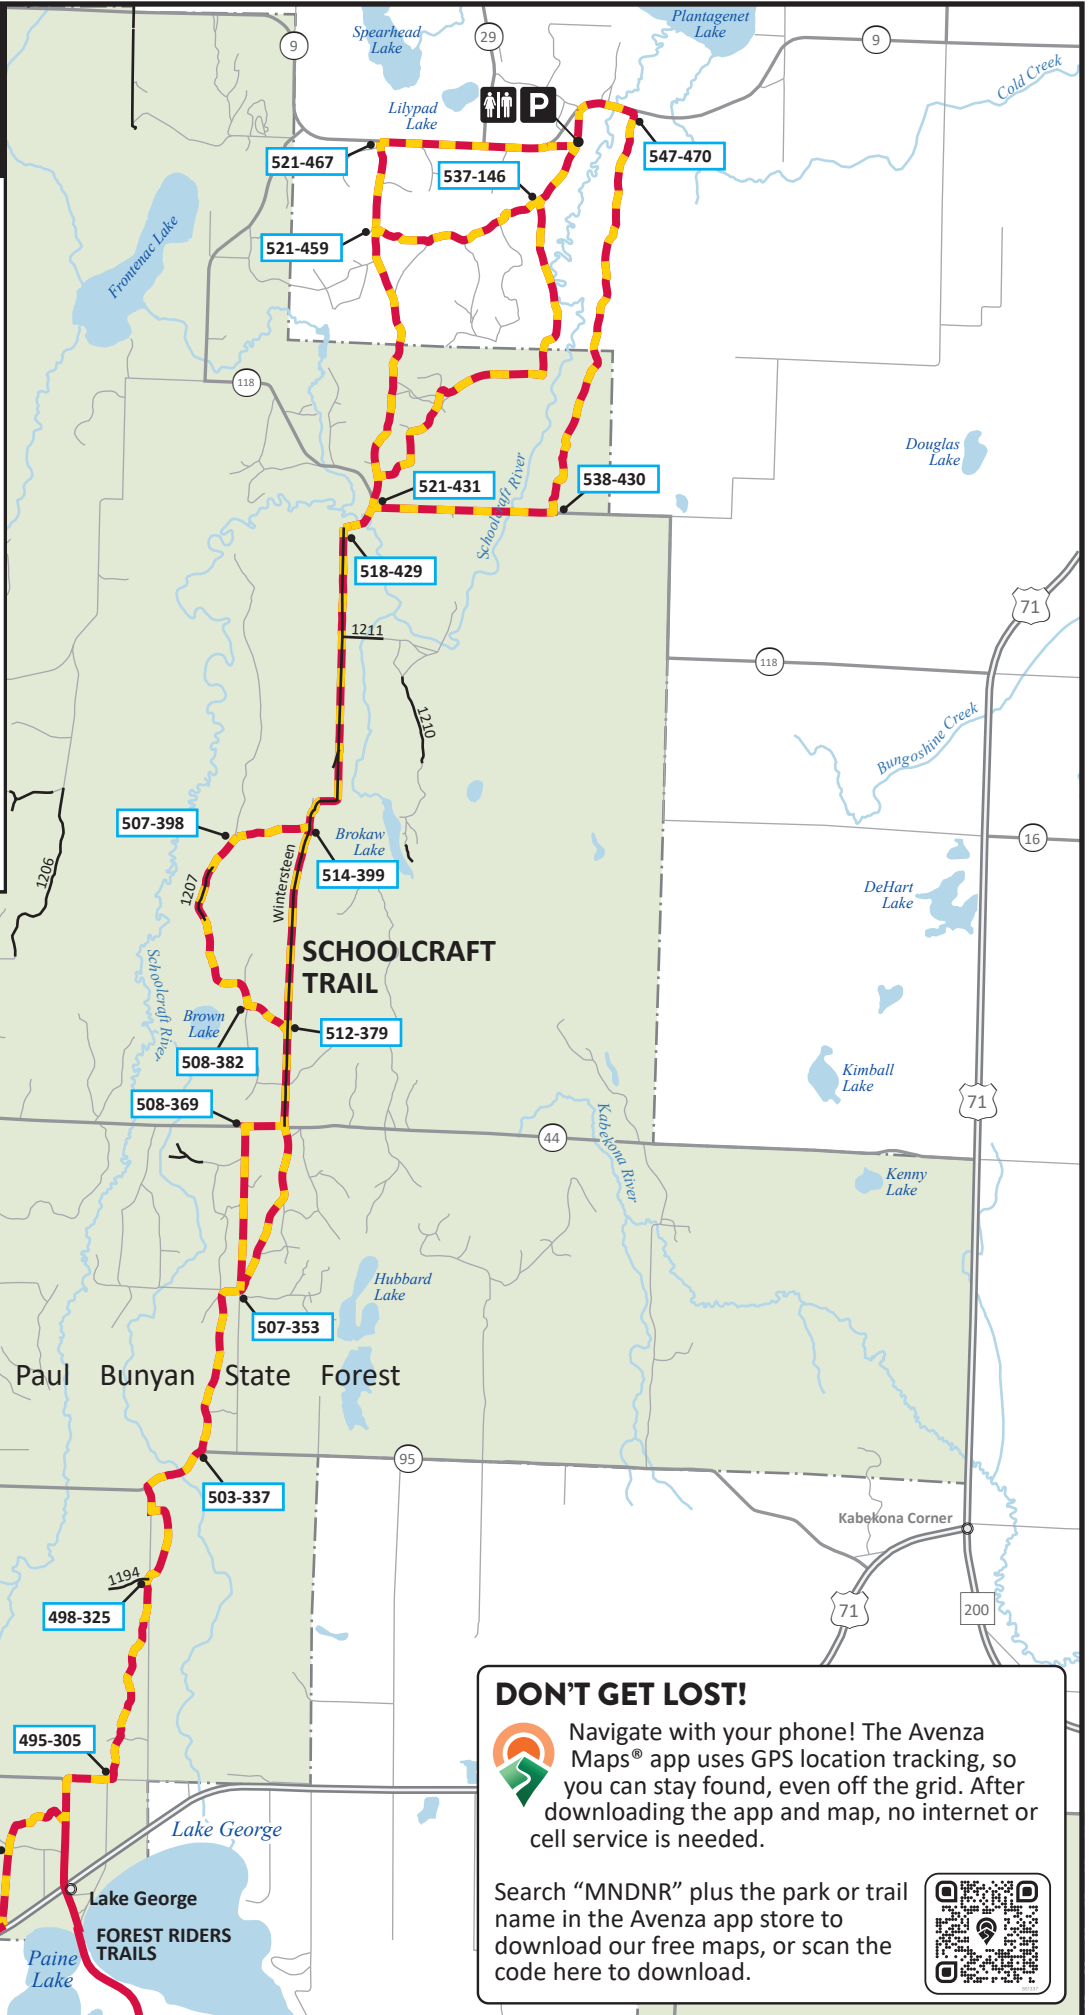 Spearhead
Lake
29
Plantagenet
Lake
9
9
Cold Creek
Lilypad
Lake
P
521-467
537-146
547-470
521-459
Frontenac Lake
118
Douglas
Lake
521-431
538-430
Schoolcraft River
518-429
71
1211
118
1210
Bungoshine Creek
507-398
Brokaw
Lake
16
514-399
1206
1207
Wintersteen
DeHart
Lake
SCHOOLCRAFT
TRAIL
Schoolcraft River
Brown
Lake
512-379
508-382
Kimball
Lake
508-369
71
44
Kabekona River
Kenny
Lake
Hubbard
Lake
507-353
Paul Bunyan State Forest
95
503-337
Kabekona Corner
1194
498-325
71
200
495-305
DON'T GET LOST!
Navigate with your phone! The Avenza
Maps® app uses GPS location tracking, so
you can stay found, even off the grid. After
downloading the app and map, no internet or
cell service is needed.
Search “MNDNR” plus the park or trail
name in the Avenza app store to
download our free maps, or scan the
code here to download.
Lake George
Lake George
FOREST RIDERS
TRAILS
Paine
Lake